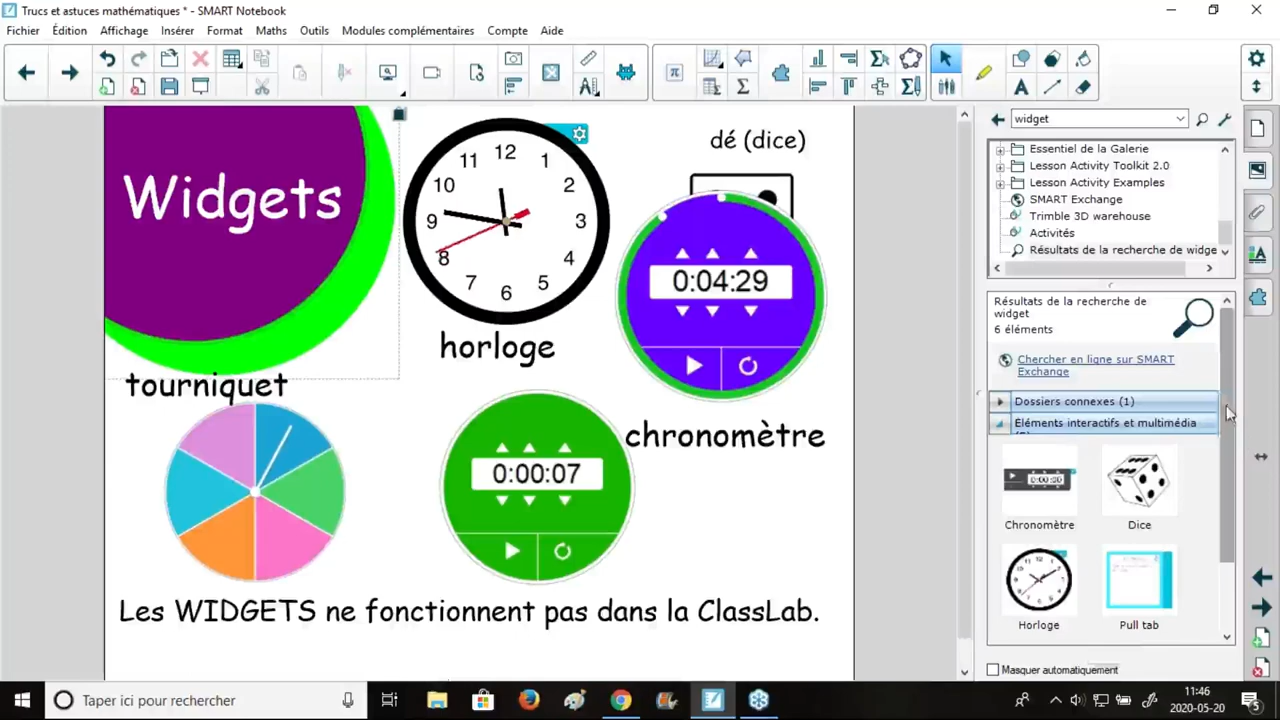 Trucs et astuces mathématiques * - SMART Notebook
Fichier Édition Affichage Insérer Format Maths Outils Modules complémentaires Compte Aide
Widgets
12
11 1
10 2
9 3
8 4
7 5
6
horloge
dé (dice)
0:04:29
chronomètre
tourniquet
0:00:07
Les WIDGETS ne fonctionnent pas dans la ClassLab.
widget
Essentiel de la Galerie
Lesson Activity Toolkit 2.0
Lesson Activity Examples
SMART Exchange
Trimble 3D warehouse
Activités
Résultats de la recherche de widge
Résultats de la recherche de
widget
6 éléments
Chercher en ligne sur SMART
Exchange
Dossiers connexes (1)
Éléments interactifs et multimédia
0:00:00
Chronomètre Dice
Horloge Pull tab
Masquer automatiquement
Taper ici pour rechercher
11:46
2020-05-20
5